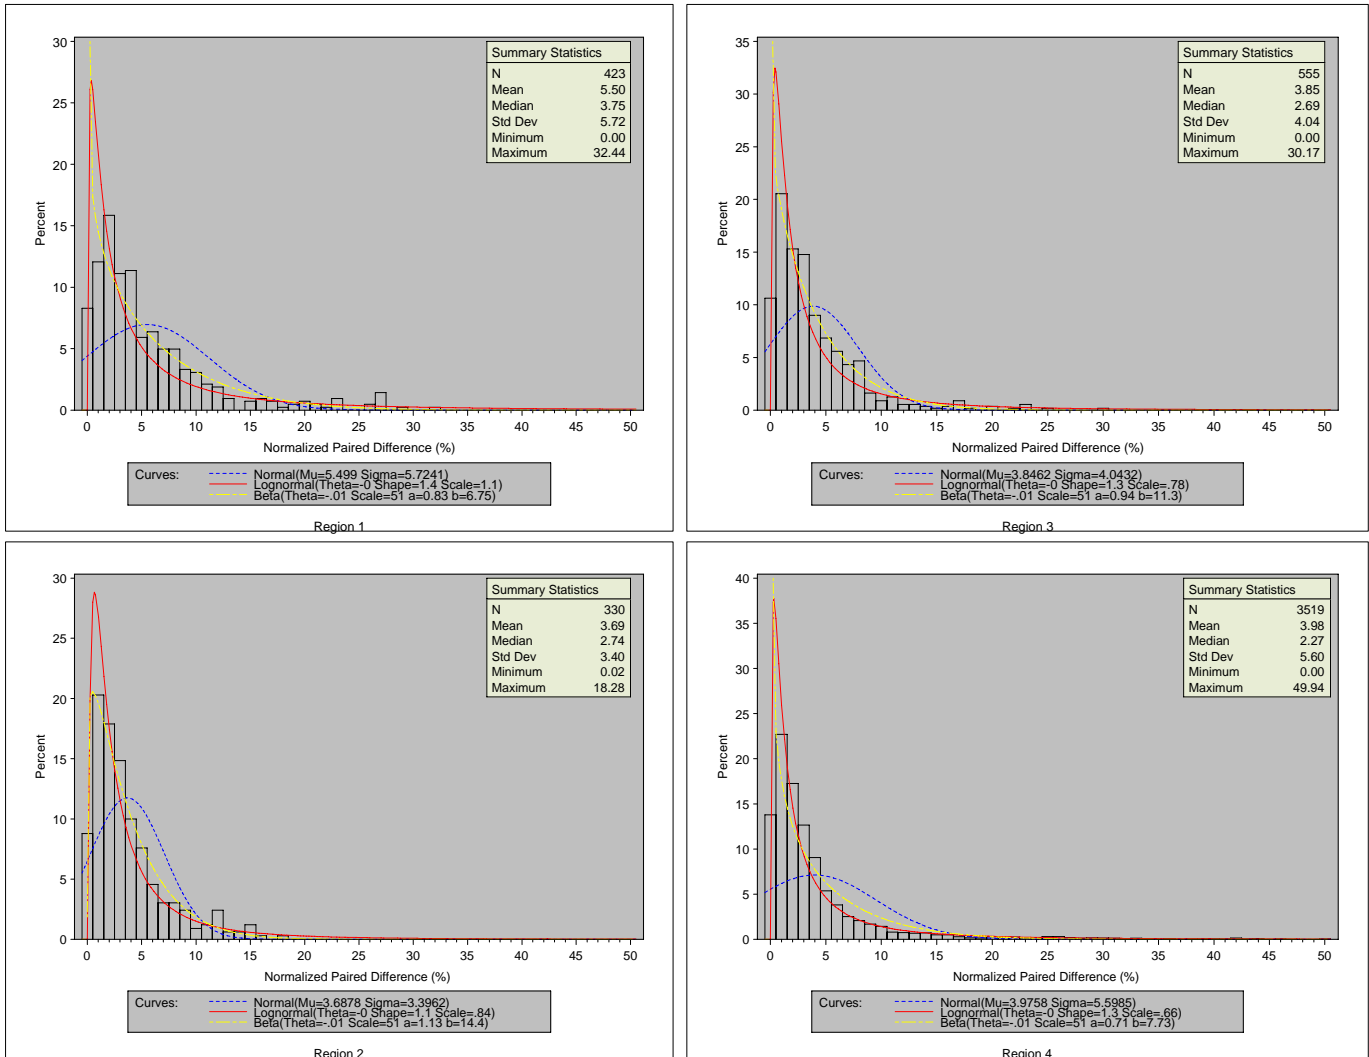 30
25
20
15
10
5
0
Percent
Summary Statistics
N 423
Mean 5.50
Median 3.75
Std Dev 5.72
Minimum 0.00
Maximum 32.44
0 5 10 15 20 25 30 35 40 45 50
Normalized Paired Difference (%)
Curves: Normal(Mu=5.499 Sigma=5.7241)
Lognormal(Theta=-0 Shape=1.4 Scale=1.1)
Beta(Theta=-.01 Scale=51 a=0.83 b=6.75)
Region 1
35
30
25
20
15
10
5
0
Percent
Summary Statistics
N 555
Mean 3.85
Median 2.69
Std Dev 4.04
Minimum 0.00
Maximum 30.17
0 5 10 15 20 25 30 35 40 45 50
Normalized Paired Difference (%)
Curves: Normal(Mu=3.8462 Sigma=4.0432)
Lognormal(Theta=-0 Shape=1.3 Scale=.78)
Beta(Theta=-.01 Scale=51 a=0.94 b=11.3)
Region 3
30
25
20
15
10
5
0
Percent
Summary Statistics
N 330
Mean 3.69
Median 2.74
Std Dev 3.40
Minimum 0.02
Maximum 18.28
0 5 10 15 20 25 30 35 40 45 50
Normalized Paired Difference (%)
Curves: Normal(Mu=3.6878 Sigma=3.3962)
Lognormal(Theta=-0 Shape=1.1 Scale=.84)
Beta(Theta=-.01 Scale=51 a=1.13 b=14.4)
Region 2
40
35
30
25
20
15
10
5
0
Percent
Summary Statistics
N 3519
Mean 3.98
Median 2.27
Std Dev 5.60
Minimum 0.00
Maximum 49.94
0 5 10 15 20 25 30 35 40 45 50
Normalized Paired Difference (%)
Curves: Normal(Mu=3.9758 Sigma=5.5985)
Lognormal(Theta=-0 Shape=1.3 Scale=.66)
Beta(Theta=-.01 Scale=51 a=0.71 b=7.73)
Region 4